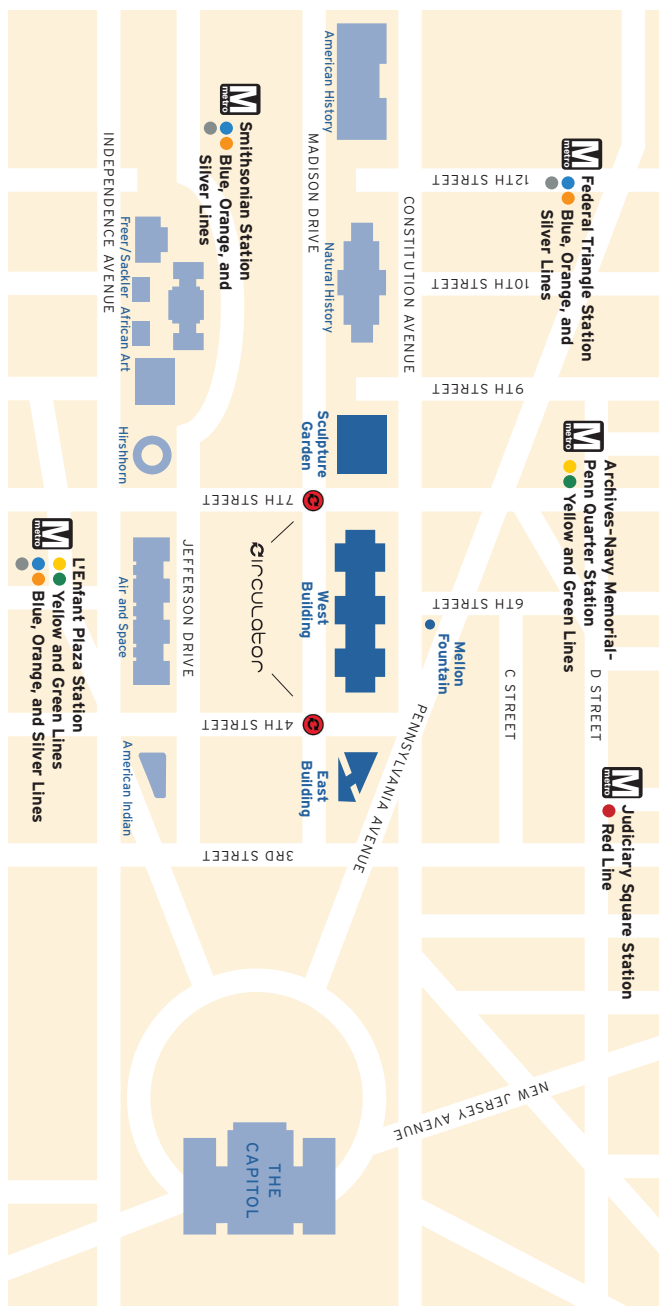 M
metro
Federal Triangle Station
Blue, Orange, and
Silver Lines
M
metro
Archives–Navy Memorial–
Penn Quarter Station
Yellow and Green Lines
M
metro
Judiciary Square Station
Red Line
D STREET
C STREET
12TH STREET
10TH STREET
9TH STREET
6TH STREET
NEW JERSEY AVENUE
CONSTITUTION AVENUE
PENNSYLVANIA AVENUE
Mellon
Fountain
American History
Natural History
Sculpture
Garden
West
Building
East
Building
MADISON DRIVE
Circulator
7TH STREET
4TH STREET
3RD STREET
THE
CAPITOL
M
metro
Smithsonian Station
Blue, Orange, and
Silver Lines
JEFFERSON DRIVE
Freer/Sackler
African Art
Hirshhorn
Air and Space
American Indian
INDEPENDENCE AVENUE
M
metro
L'Enfant Plaza Station
Yellow and Green Lines
Blue, Orange, and Silver Lines